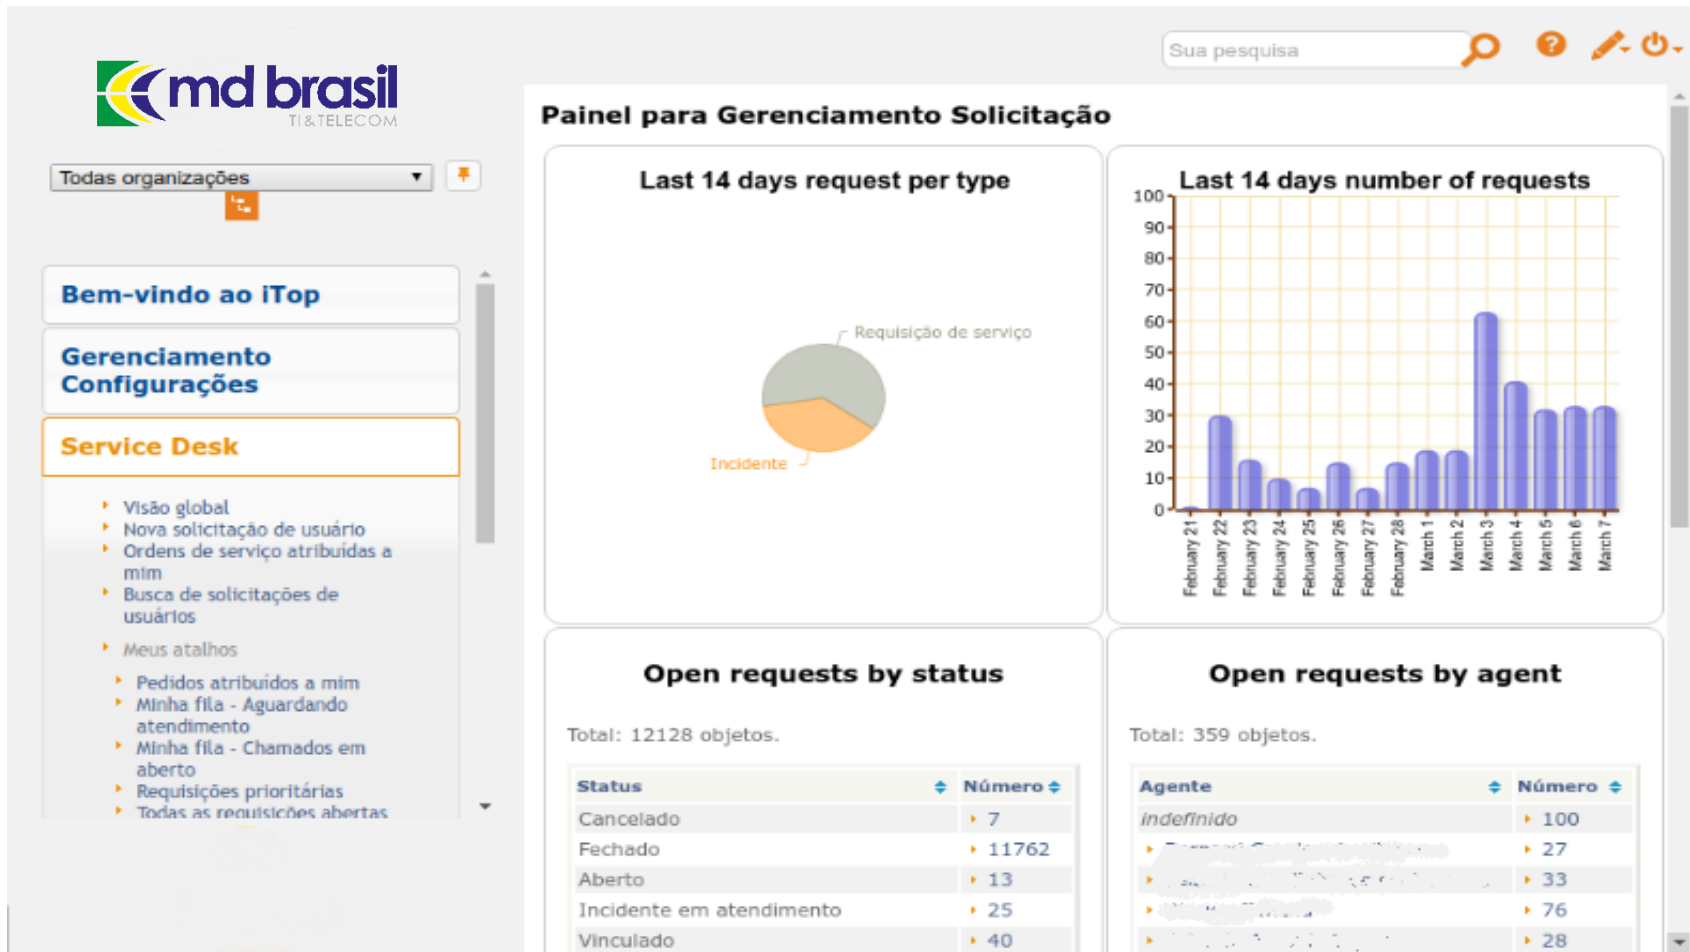 Sua pesquisa
md brasil
TI & TELECOM
Todas organizações
Bem-vindo ao iTop
Gerenciamento
Configurações
Service Desk
Visão global
Nova solicitação de usuário
Ordens de serviço atribuídas a
mim
Busca de solicitações de
usuários
Meus atalhos
Pedidos atribuídos a mim
Minha fila - Aguardando
atendimento
Minha fila - Chamados em
aberto
Requisições prioritárias
Todas as requisições abertas
Painel para Gerenciamento Solicitação
Last 14 days request per type
Requisição de serviço
Incidente
Last 14 days number of requests
100
90
80
70
60
50
40
30
20
10
0
February 21
February 22
February 23
February 24
February 25
February 26
February 27
February 28
March 1
March 2
March 3
March 4
March 5
March 6
March 7
Open requests by status
Total: 12128 objetos.
Status Número
Cancelado 7
Fechado 11762
Aberto 13
Incidente em atendimento 25
Vinculado 40
Open requests by agent
Total: 359 objetos.
Agente Número
indefinido 100
27
33
76
28